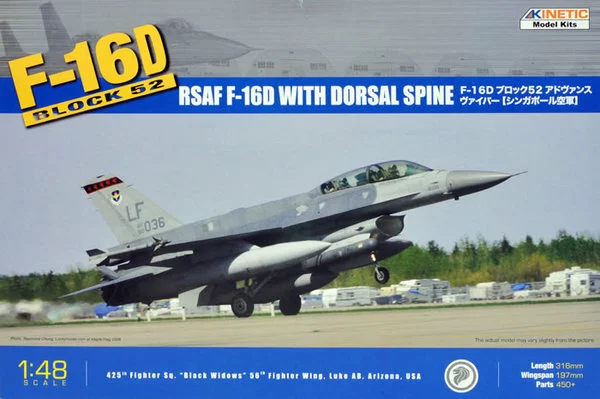 KINETIC
Model Kits
F-16D
BLOCK 52
RSAF F-16D WITH DORSAL SPINE
F-16D ブロック52 アドヴァンス
ヴァイパー [シンガポール空軍]
LF
036
The actual model may vary slightly from the picture
1:48
SCALE
425th Fighter Sq. "Black Widows" 56th Fighter Wing, Luke AB, Arizona, USA
Length 316mm
Wingspan 197mm
Parts 450+